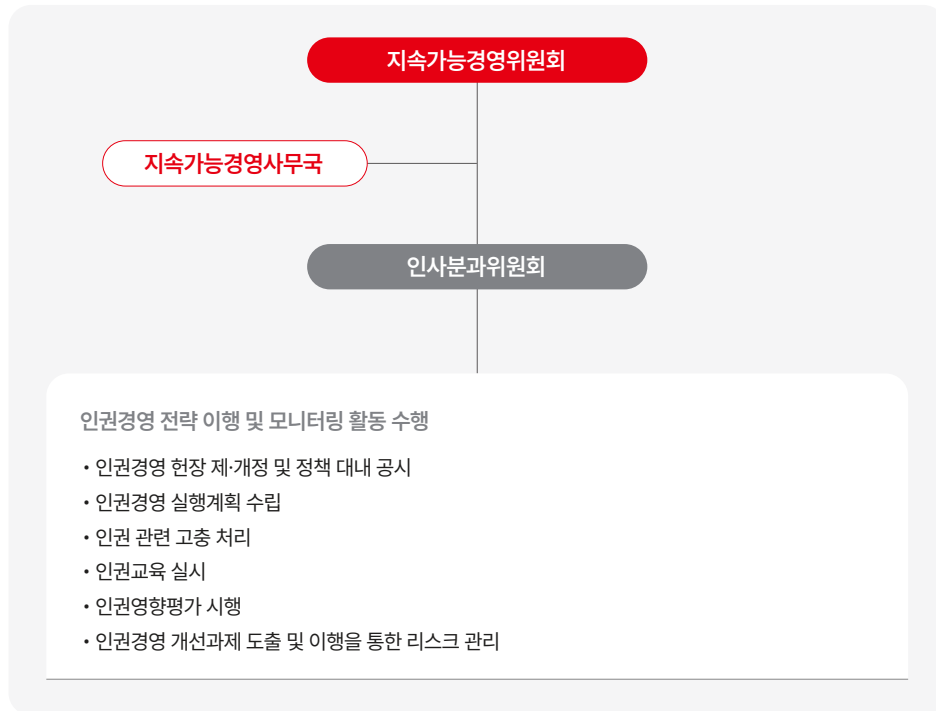 지속가능경영위원회
지속가능경영사무국
인사분과위원회
인권경영 전략 이행 및 모니터링 활동 수행
• 인권경영 헌장 제·개정 및 정책 대내 공시
• 인권경영 실행계획 수립
• 인권 관련 고충 처리
• 인권교육 실시
• 인권영향평가 시행
• 인권경영 개선과제 도출 및 이행을 통한 리스크 관리